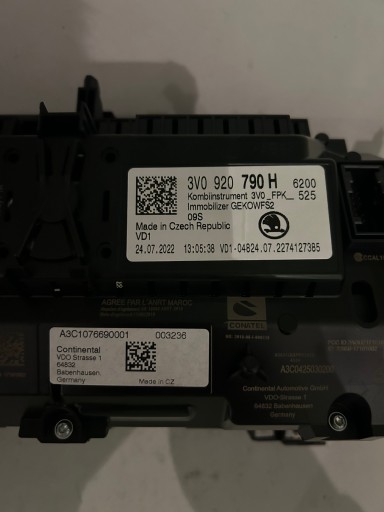 3V0 920 790 H 6200
Kombiinstrument 3V0_FPK_ 525
Immobilizer GEKOWFS2
09S
Made in Czech Republic
VD1
24.07.2022 13:05:38 VD1-04824.07.2274127385
AGREE PAR L'ANRT MAROC
CONATEL
A3C1076690001 003236
Continental
VDO Strasse 1
64832
Babenhausen,
Germany
Made in CZ
Continental Automotive GmbH
VDO-Strasse 1
64832 Babenhausen
Germany